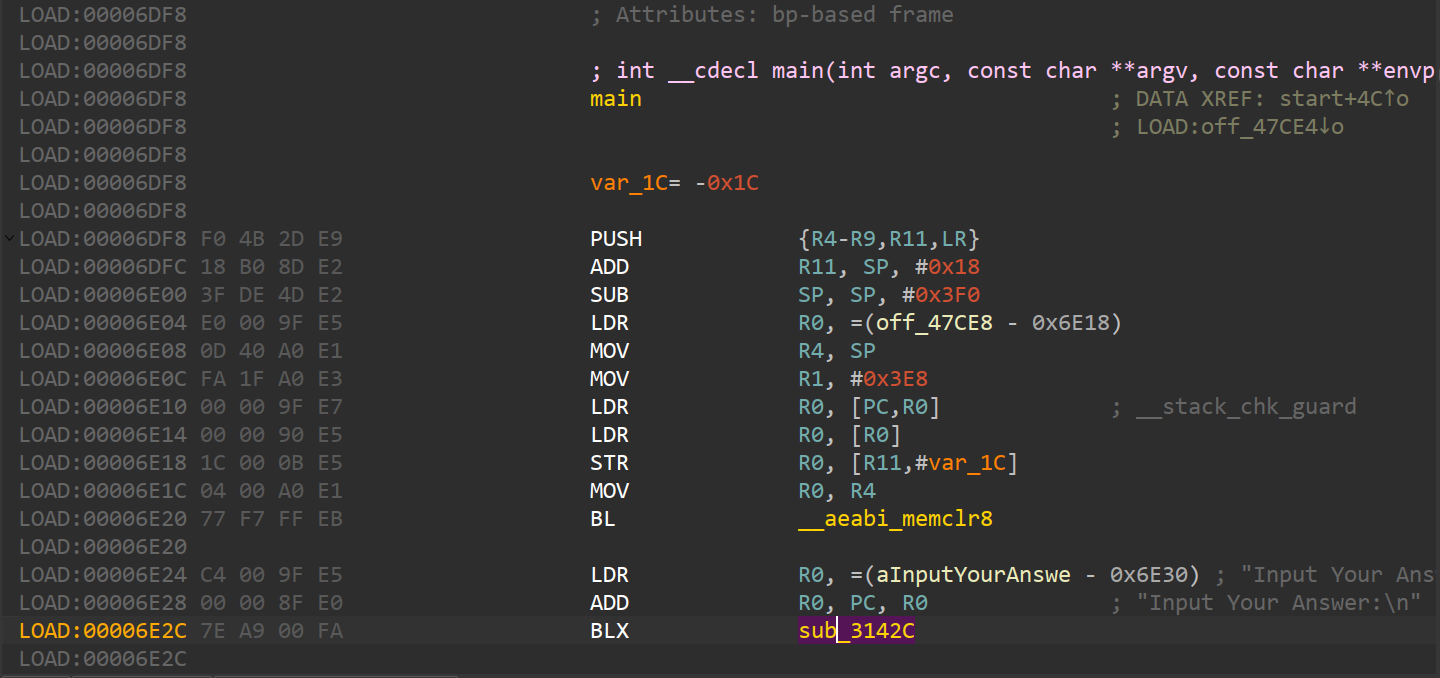 LOAD:00006DF8 ; Attributes: bp-based frame
LOAD:00006DF8
LOAD:00006DF8 ; int __cdecl main(int argc, const char **argv, const char **envp
LOAD:00006DF8 main ; DATA XREF: start+4C↑o
LOAD:00006DF8 ; LOAD:off_47CE4↓o
LOAD:00006DF8
LOAD:00006DF8 var_1C= -0x1C
LOAD:00006DF8
LOAD:00006DF8 F0 4B 2D E9 PUSH {R4-R9,R11,LR}
LOAD:00006DFC 18 B0 8D E2 ADD R11, SP, #0x18
LOAD:00006E00 3F DE 4D E2 SUB SP, SP, #0x3F0
LOAD:00006E04 E0 00 9F E5 LDR R0, =(off_47CE8 - 0x6E18)
LOAD:00006E08 0D 40 A0 E1 MOV R4, SP
LOAD:00006E0C FA 1F A0 E3 MOV R1, #0x3E8
LOAD:00006E10 00 00 9F E7 LDR R0, [PC,R0] ; __stack_chk_guard
LOAD:00006E14 00 00 90 E5 LDR R0, [R0]
LOAD:00006E18 1C 00 0B E5 STR R0, [R11,#var_1C]
LOAD:00006E1C 04 00 A0 E1 MOV R0, R4
LOAD:00006E20 77 F7 FF EB BL __aeabi_memclr8
LOAD:00006E20
LOAD:00006E24 C4 00 9F E5 LDR R0, =(aInputYourAnswe - 0x6E30) ; "Input Your Ans
LOAD:00006E28 00 00 8F E0 ADD R0, PC, R0 ; "Input Your Answer:\n"
LOAD:00006E2C 7E A9 00 FA BLX sub_3142C
LOAD:00006E2C